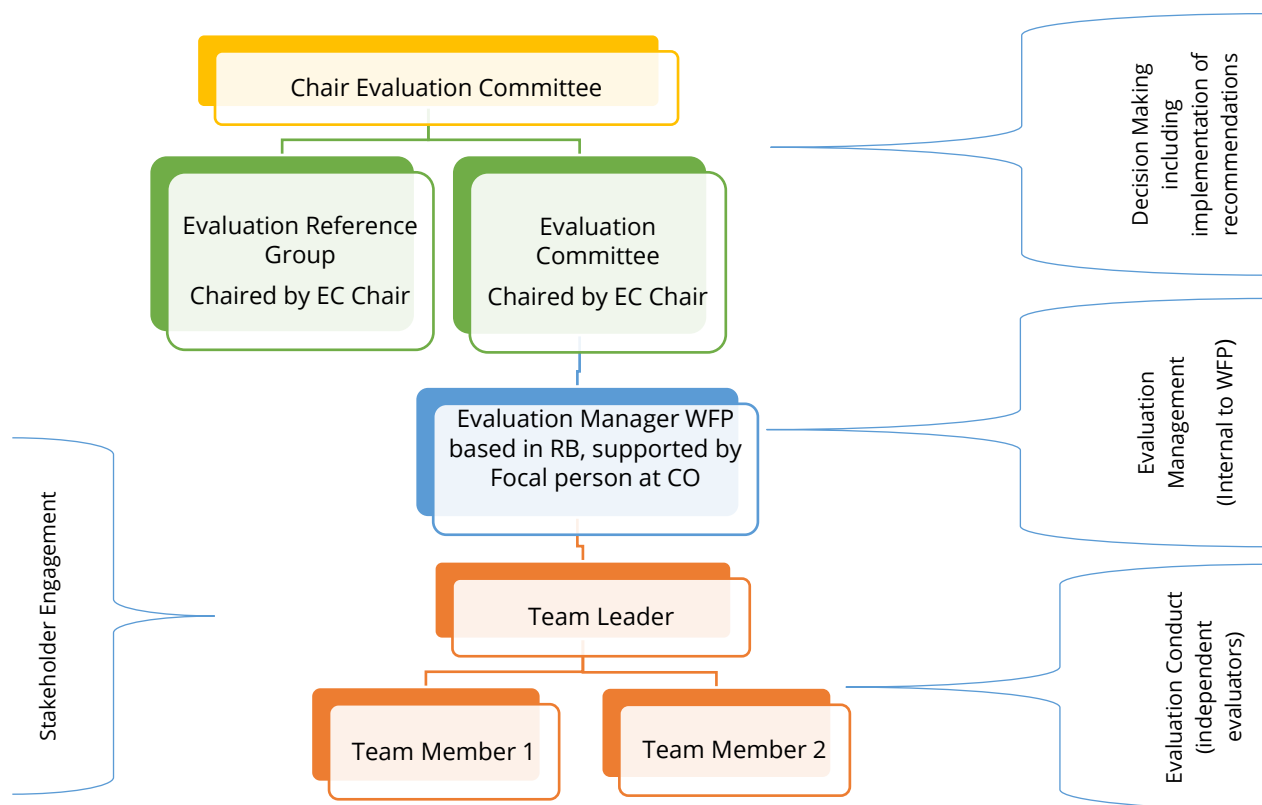 Chair Evaluation Committee
Evaluation Reference
Group
Chaired by EC Chair
Evaluation
Committee
Chaired by EC Chair
Evaluation Manager WFP
based in RB, supported by
Focal person at CO
Team Leader
Team Member 1
Team Member 2
Stakeholder Engagement
Decision Making
including
implementation of
recommendations
Evaluation
Management
(Internal to WFP)
Evaluation Conduct
(independent
evaluators)